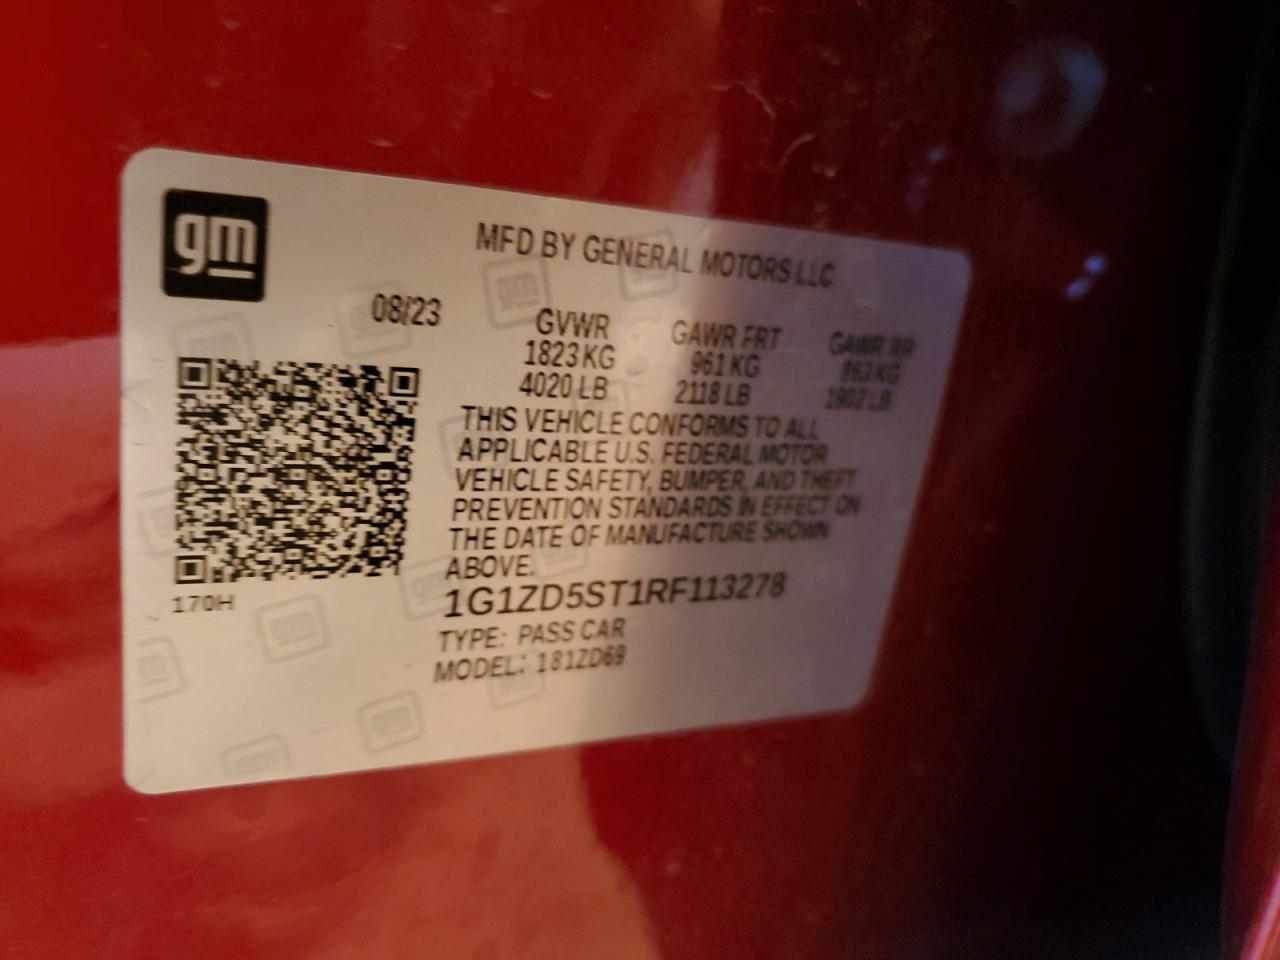 gm
MFD BY GENERAL MOTORS LLC
08/23
GVWR GAWR FRT GAWR RR
1823 KG 961 KG 863 KG
4020 LB 2118 LB 1902 LB
THIS VEHICLE CONFORMS TO ALL
APPLICABLE U.S. FEDERAL MOTOR
VEHICLE SAFETY, BUMPER, AND THEFT
PREVENTION STANDARDS IN EFFECT ON
THE DATE OF MANUFACTURE SHOWN
ABOVE.
170H
1G1ZD5ST1RF113278
TYPE: PASS CAR
MODEL: 181ZD69